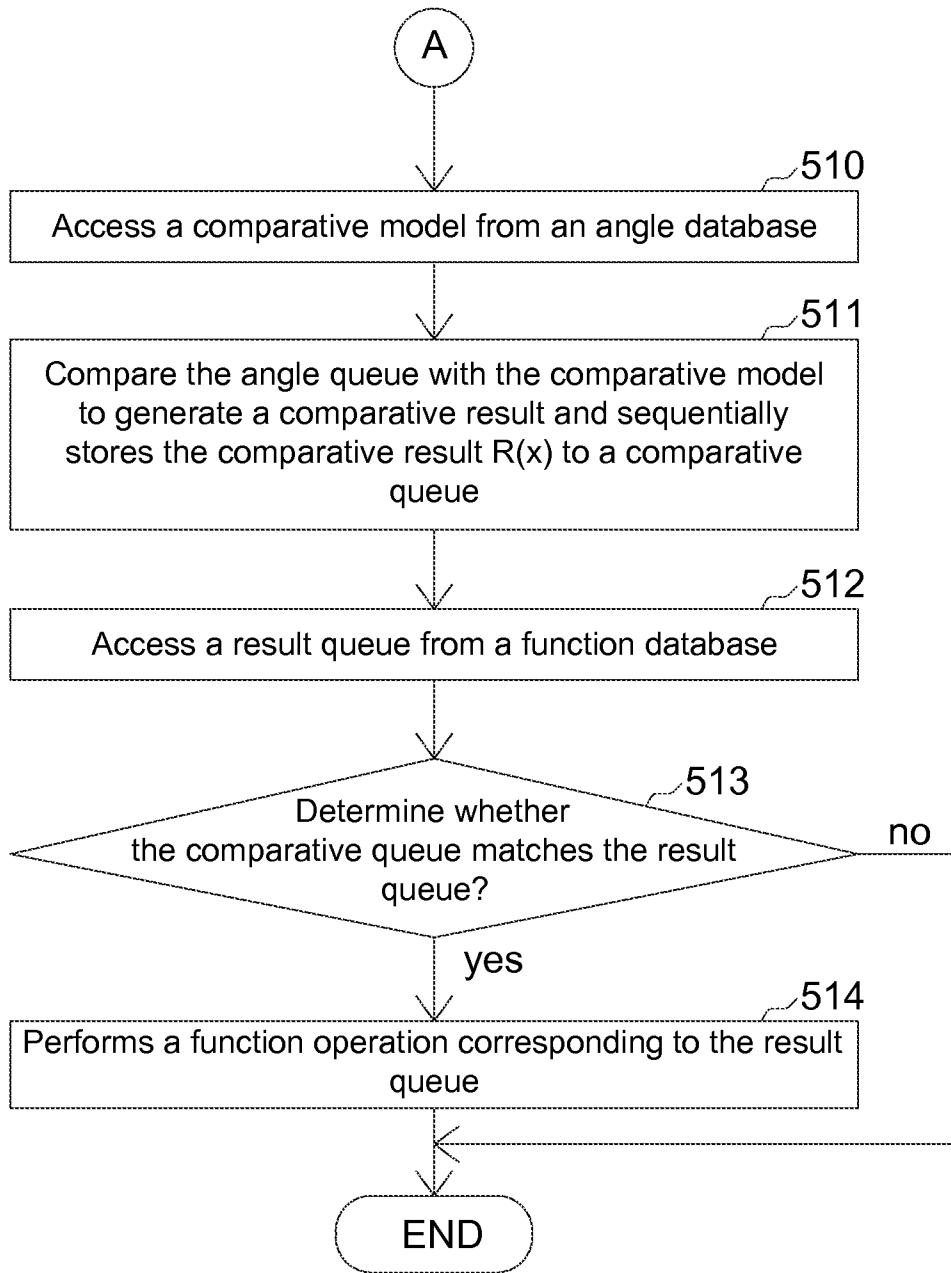 A
510
Access a comparative model from an angle database
511
Compare the angle queue with the comparative model
to generate a comparative result and sequentially
stores the comparative result R(x) to a comparative
queue
512
Access a result queue from a function database
513
Determine whether
the comparative queue matches the result
queue?
no
yes
514
Performs a function operation corresponding to the result
queue
END